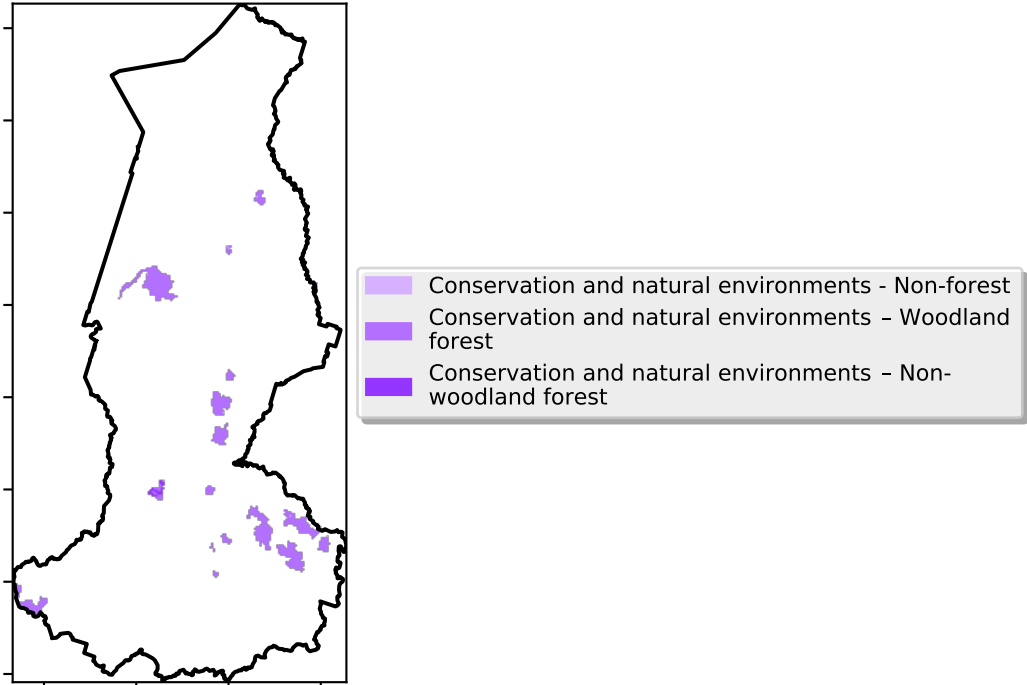 Conservation and natural environments - Non-forest
Conservation and natural environments – Woodland
forest
Conservation and natural environments – Non-
woodland forest